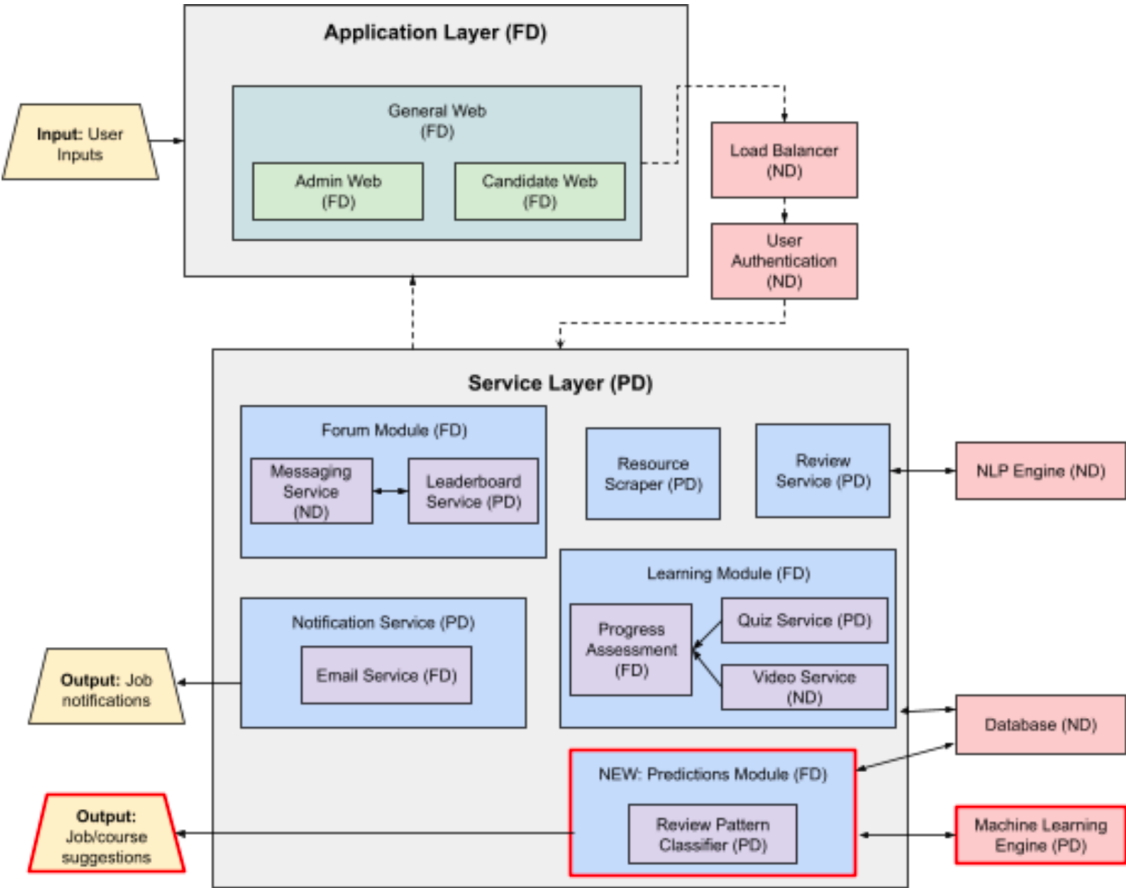 Application Layer (FD)
General Web
(FD)
Admin Web
(FD)
Candidate Web
(FD)
Input: User
Inputs
Load Balancer
(ND)
User
Authentication
(ND)
Service Layer (PD)
Forum Module (FD)
Messaging
Service
(ND)
Leaderboard
Service (PD)
Resource
Scraper (PD)
Review
Service (PD)
NLP Engine (ND)
Learning Module (FD)
Progress
Assessment
(FD)
Quiz Service (PD)
Video Service
(ND)
Notification Service (PD)
Email Service (FD)
Output: Job
notifications
Database (ND)
NEW: Predictions Module (FD)
Review Pattern
Classifier (PD)
Output:
Job/course
suggestions
Machine Learning
Engine (PD)